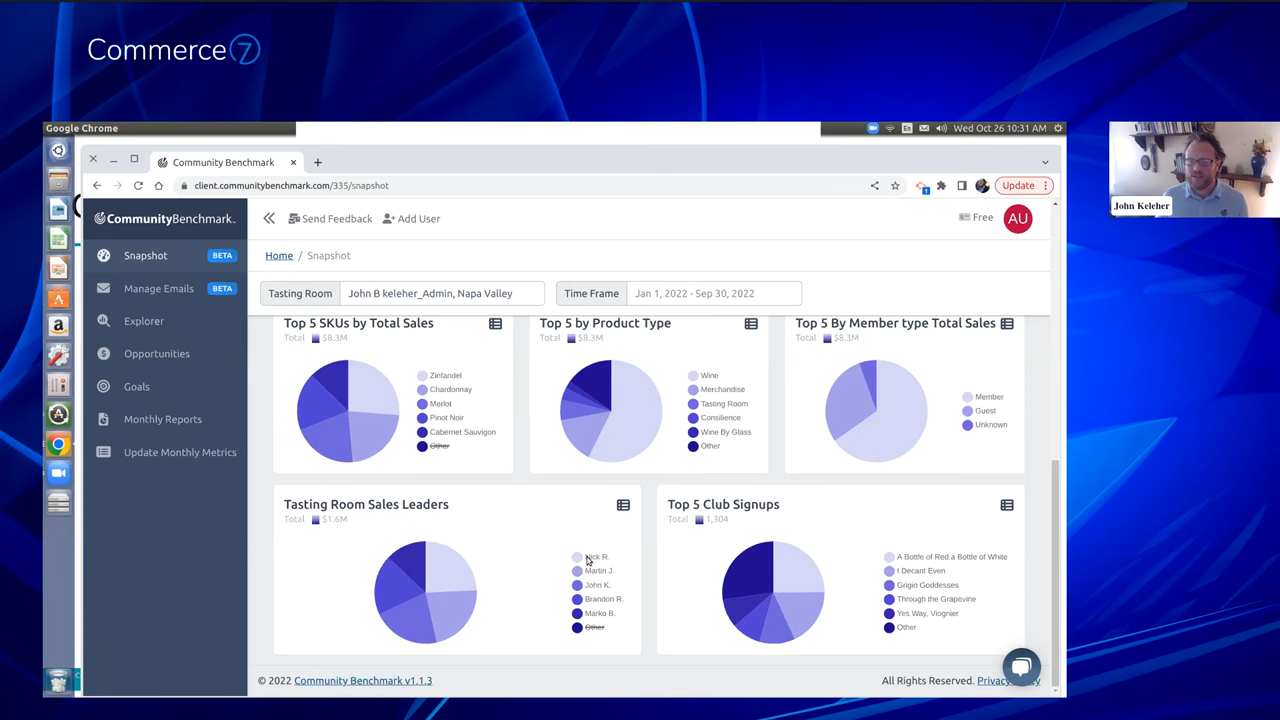 Commerce7
Google Chrome
En
Wed Oct 26 10:31 AM
Community Benchmark
client.communitybenchmark.com/335/snapshot
1
Update
John Keleher
CommunityBenchmark.
Send Feedback
Add User
Free
AU
Snapshot BETA
Manage Emails BETA
Explorer
Opportunities
Goals
Monthly Reports
Update Monthly Metrics
Home / Snapshot
Tasting Room John B keleher_Admin, Napa Valley
Time Frame Jan 1, 2022 - Sep 30, 2022
Top 5 SKUs by Total Sales
Total $8.3M
Zinfandel
Chardonnay
Merlot
Pinot Noir
Cabernet Sauvigon
Other
Top 5 by Product Type
Total $8.3M
Wine
Merchandise
Tasting Room
Consilience
Wine By Glass
Other
Top 5 By Member type Total Sales
Total $8.3M
Member
Guest
Unknown
Tasting Room Sales Leaders
Total $1.6M
Nick R.
Martin J.
John K.
Brandon R.
Marko B.
Other
Top 5 Club Signups
Total 1,304
A Bottle of Red a Bottle of White
I Decant Even
Grigio Goddesses
Through the Grapevine
Yes Way, Viognier
Other
© 2022 Community Benchmark v1.1.3
All Rights Reserved.